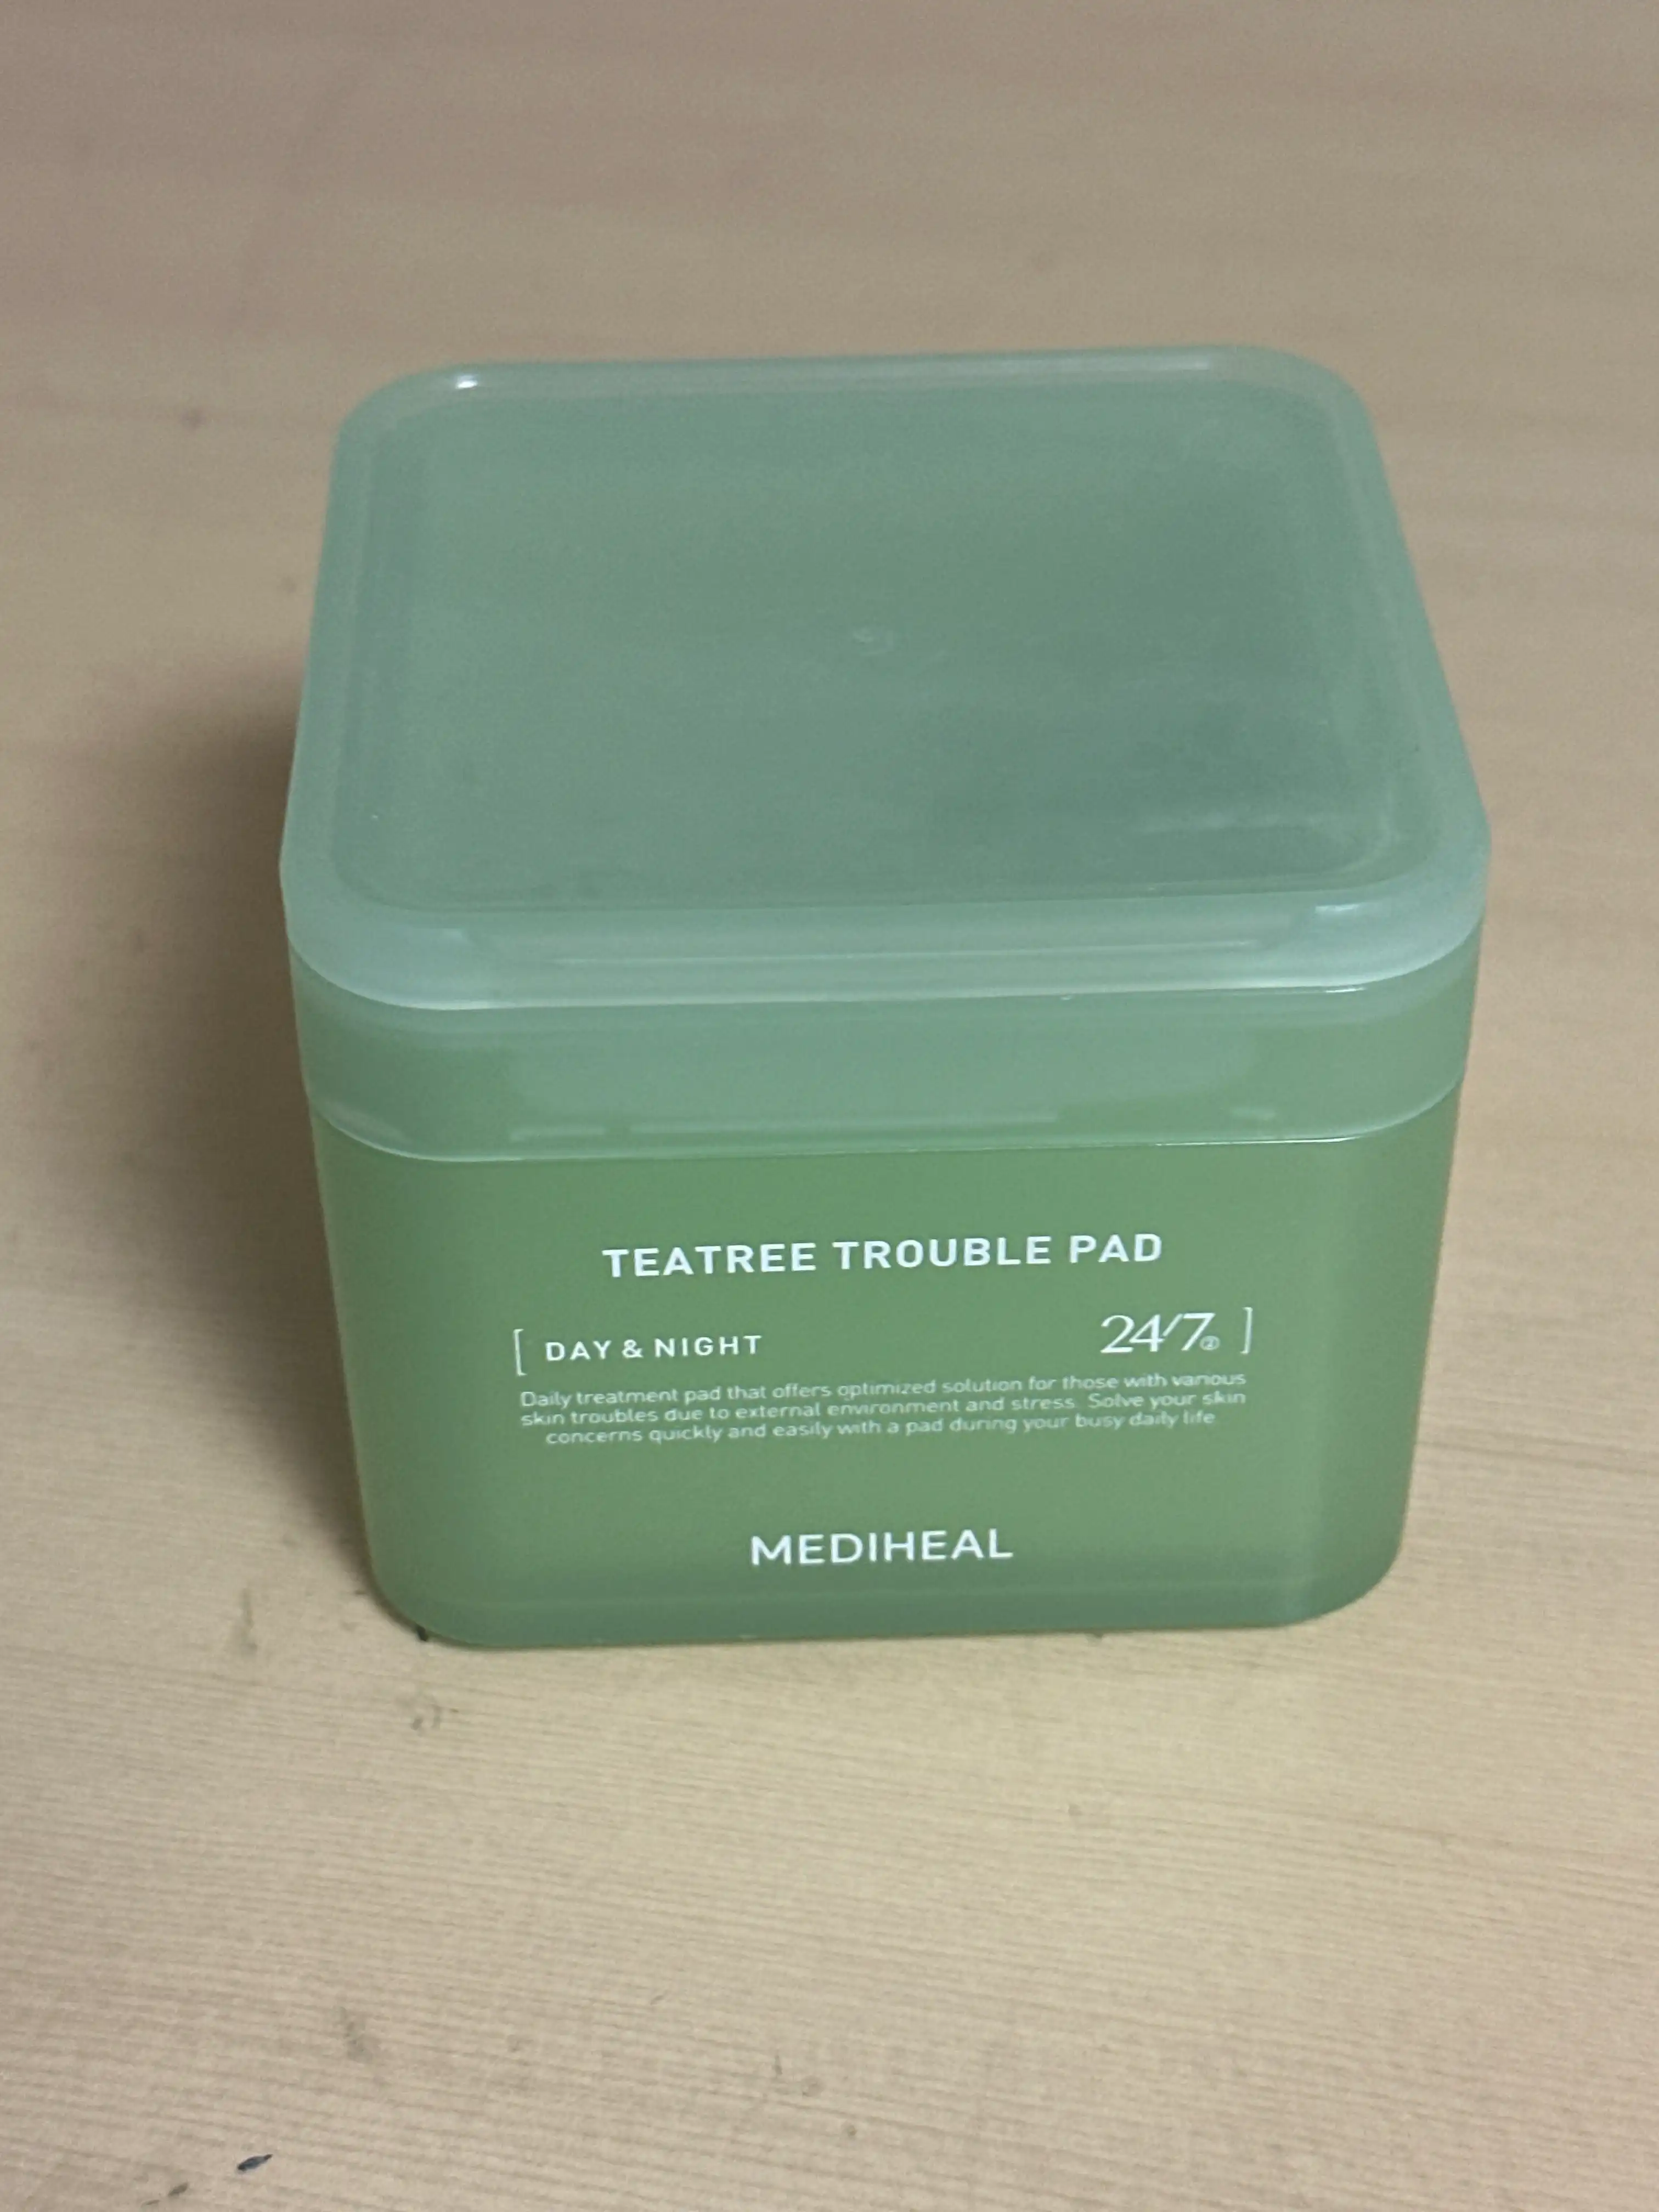 TEATREE TROUBLE PAD
[ DAY & NIGHT 24/7② ]
Daily treatment pad that offers optimized solution for those with various
skin troubles due to external environment and stress. Solve your skin
concerns quickly and easily with a pad during your busy daily life
MEDIHEAL